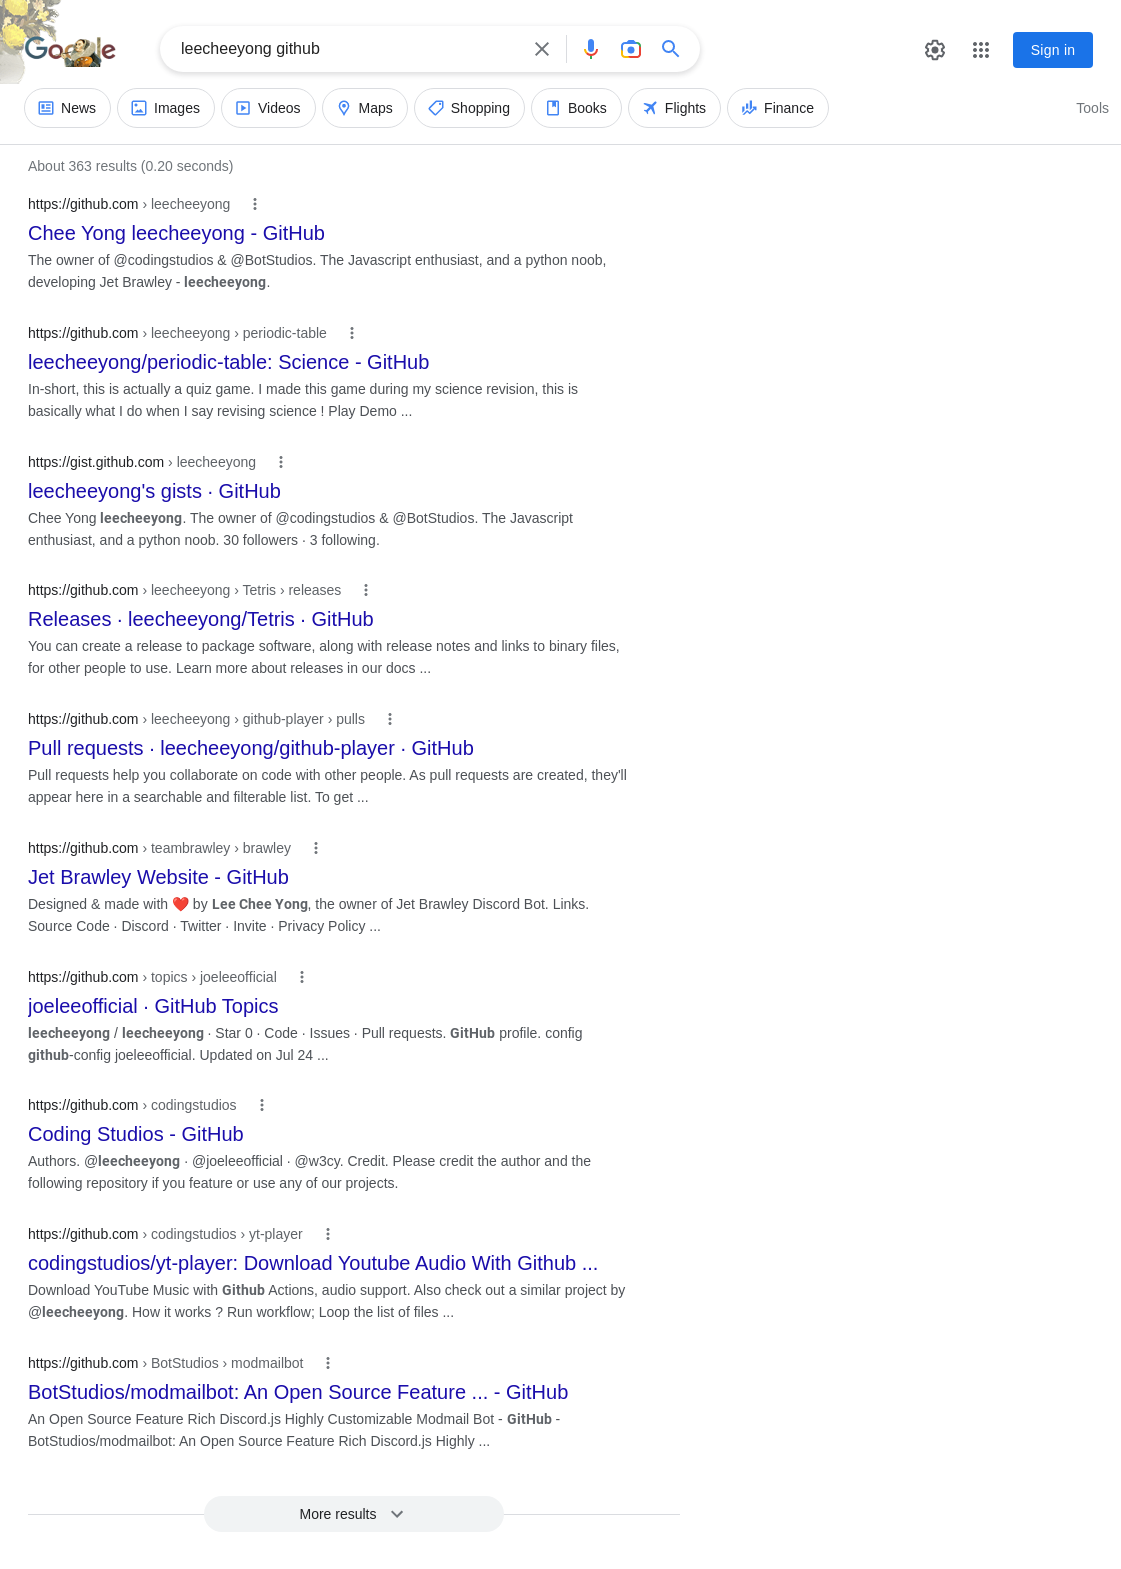 Google
leecheeyong github
Sign in
News Images Videos Maps Shopping Books Flights Finance Tools
About 363 results (0.20 seconds)
https://github.com › leecheeyong
Chee Yong leecheeyong - GitHub
The owner of @codingstudios & @BotStudios. The Javascript enthusiast, and a python noob,
developing Jet Brawley - leecheeyong.
https://github.com › leecheeyong › periodic-table
leecheeyong/periodic-table: Science - GitHub
In-short, this is actually a quiz game. I made this game during my science revision, this is
basically what I do when I say revising science ! Play Demo ...
https://gist.github.com › leecheeyong
leecheeyong's gists · GitHub
Chee Yong leecheeyong. The owner of @codingstudios & @BotStudios. The Javascript
enthusiast, and a python noob. 30 followers · 3 following.
https://github.com › leecheeyong › Tetris › releases
Releases · leecheeyong/Tetris · GitHub
You can create a release to package software, along with release notes and links to binary files,
for other people to use. Learn more about releases in our docs ...
https://github.com › leecheeyong › github-player › pulls
Pull requests · leecheeyong/github-player · GitHub
Pull requests help you collaborate on code with other people. As pull requests are created, they'll
appear here in a searchable and filterable list. To get ...
https://github.com › teambrawley › brawley
Jet Brawley Website - GitHub
Designed & made with ❤️ by Lee Chee Yong, the owner of Jet Brawley Discord Bot. Links.
Source Code · Discord · Twitter · Invite · Privacy Policy ...
https://github.com › topics › joeleeofficial
joeleeofficial · GitHub Topics
leecheeyong / leecheeyong · Star 0 · Code · Issues · Pull requests. GitHub profile. config
github-config joeleeofficial. Updated on Jul 24 ...
https://github.com › codingstudios
Coding Studios - GitHub
Authors. @leecheeyong · @joeleeofficial · @w3cy. Credit. Please credit the author and the
following repository if you feature or use any of our projects.
https://github.com › codingstudios › yt-player
codingstudios/yt-player: Download Youtube Audio With Github ...
Download YouTube Music with Github Actions, audio support. Also check out a similar project by
@leecheeyong. How it works ? Run workflow; Loop the list of files ...
https://github.com › BotStudios › modmailbot
BotStudios/modmailbot: An Open Source Feature ... - GitHub
An Open Source Feature Rich Discord.js Highly Customizable Modmail Bot - GitHub -
BotStudios/modmailbot: An Open Source Feature Rich Discord.js Highly ...
More results